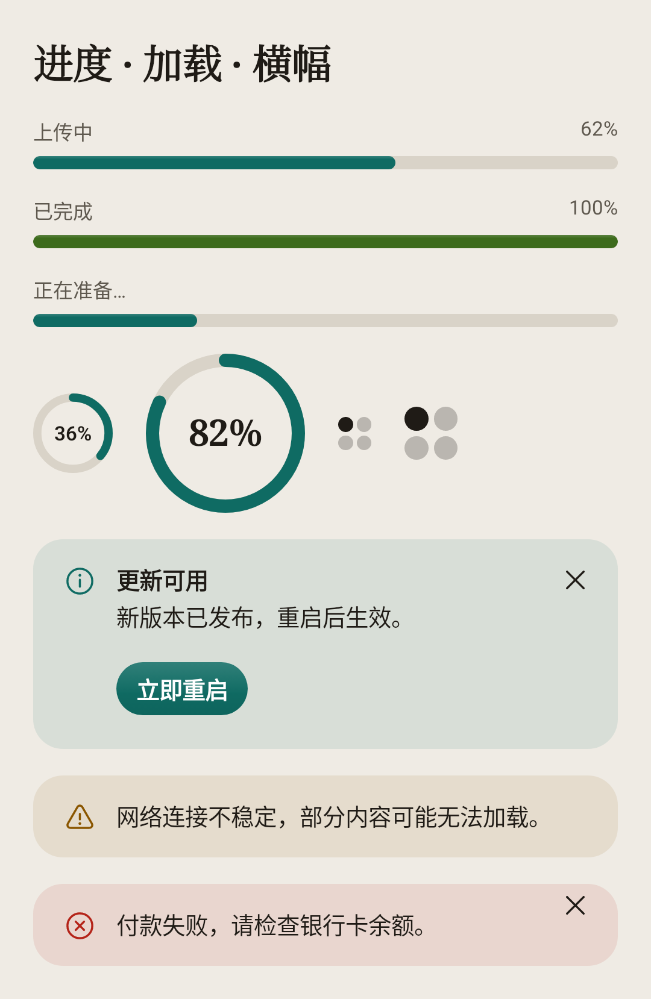 进度 · 加载 · 横幅
上传中 62%
已完成 100%
正在准备…
36%
82%
更新可用
新版本已发布，重启后生效。
立即重启
网络连接不稳定，部分内容可能无法加载。
付款失败，请检查银行卡余额。